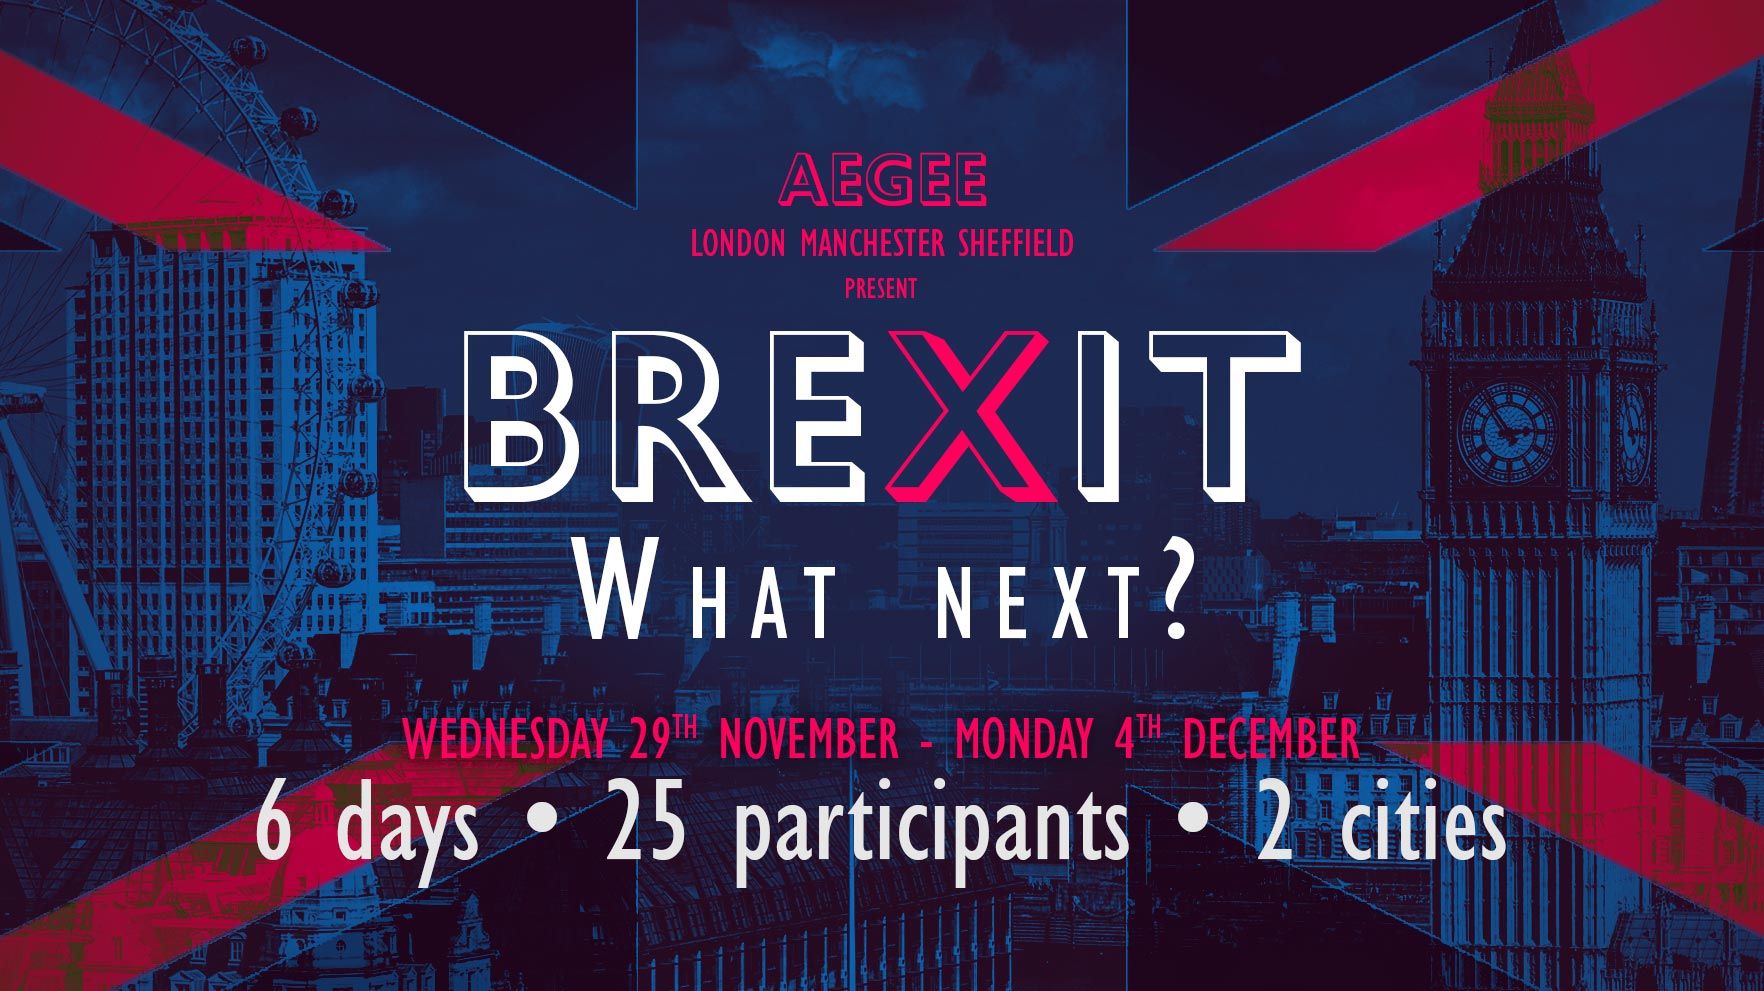 AEGEE
LONDON MANCHESTER SHEFFIELD
PRESENT
BREXIT
WHAT NEXT?
WEDNESDAY 29TH NOVEMBER - MONDAY 4TH DECEMBER
6 days • 25 participants • 2 cities